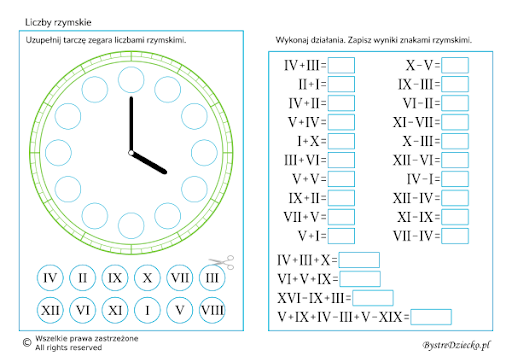 Liczby rzymskie
Uzupełnij tarczę zegara liczbami rzymskimi.
IV II IX X VII III
XII VI XI I V VIII
© Wszelkie prawa zastrzeżone
All rights reserved
Wykonaj działania. Zapisz wyniki znakami rzymskimi.
IV+III= X-V=
II+I= IX-III=
IV+II= VI-II=
V+IV= XI-VII=
I+X= X-III=
III+VI= XII-VI=
V+V= IV-I=
IX+II= XII-IV=
VII+V= XI-IX=
V+I= VII-IV=
IV+III+X=
VI+V+IX=
XVI-IX+III=
V+IX+IV-III+V-XIX=
BystreDziecko.pl